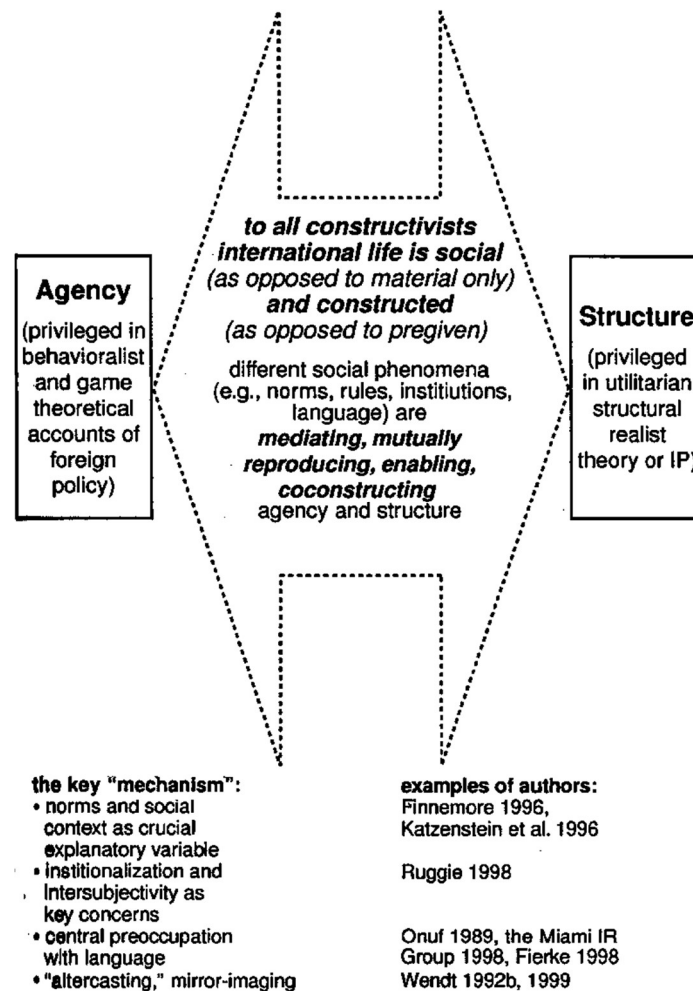 to all constructivists
international life is social
(as opposed to material only)
and constructed
(as opposed to pregiven)
different social phenomena
(e.g., norms, rules, institiutions,
language) are
mediating, mutually
reproducing, enabling,
coconstructing
agency and structure
Agency
(privileged in
behavioralist
and game
theoretical
accounts of
foreign
policy)
Structure
(privileged
in utilitarian
structural
realist
theory or IP)
the key "mechanism":
• norms and social
context as crucial
explanatory variable
• institionalization and
Intersubjectivity as
key concerns
• central preoccupation
with language
• "altercasting," mirror-imaging
examples of authors:
Finnemore 1996,
Katzenstein et al. 1996
Ruggie 1998
Onuf 1989, the Miami IR
Group 1998, Fierke 1998
Wendt 1992b, 1999